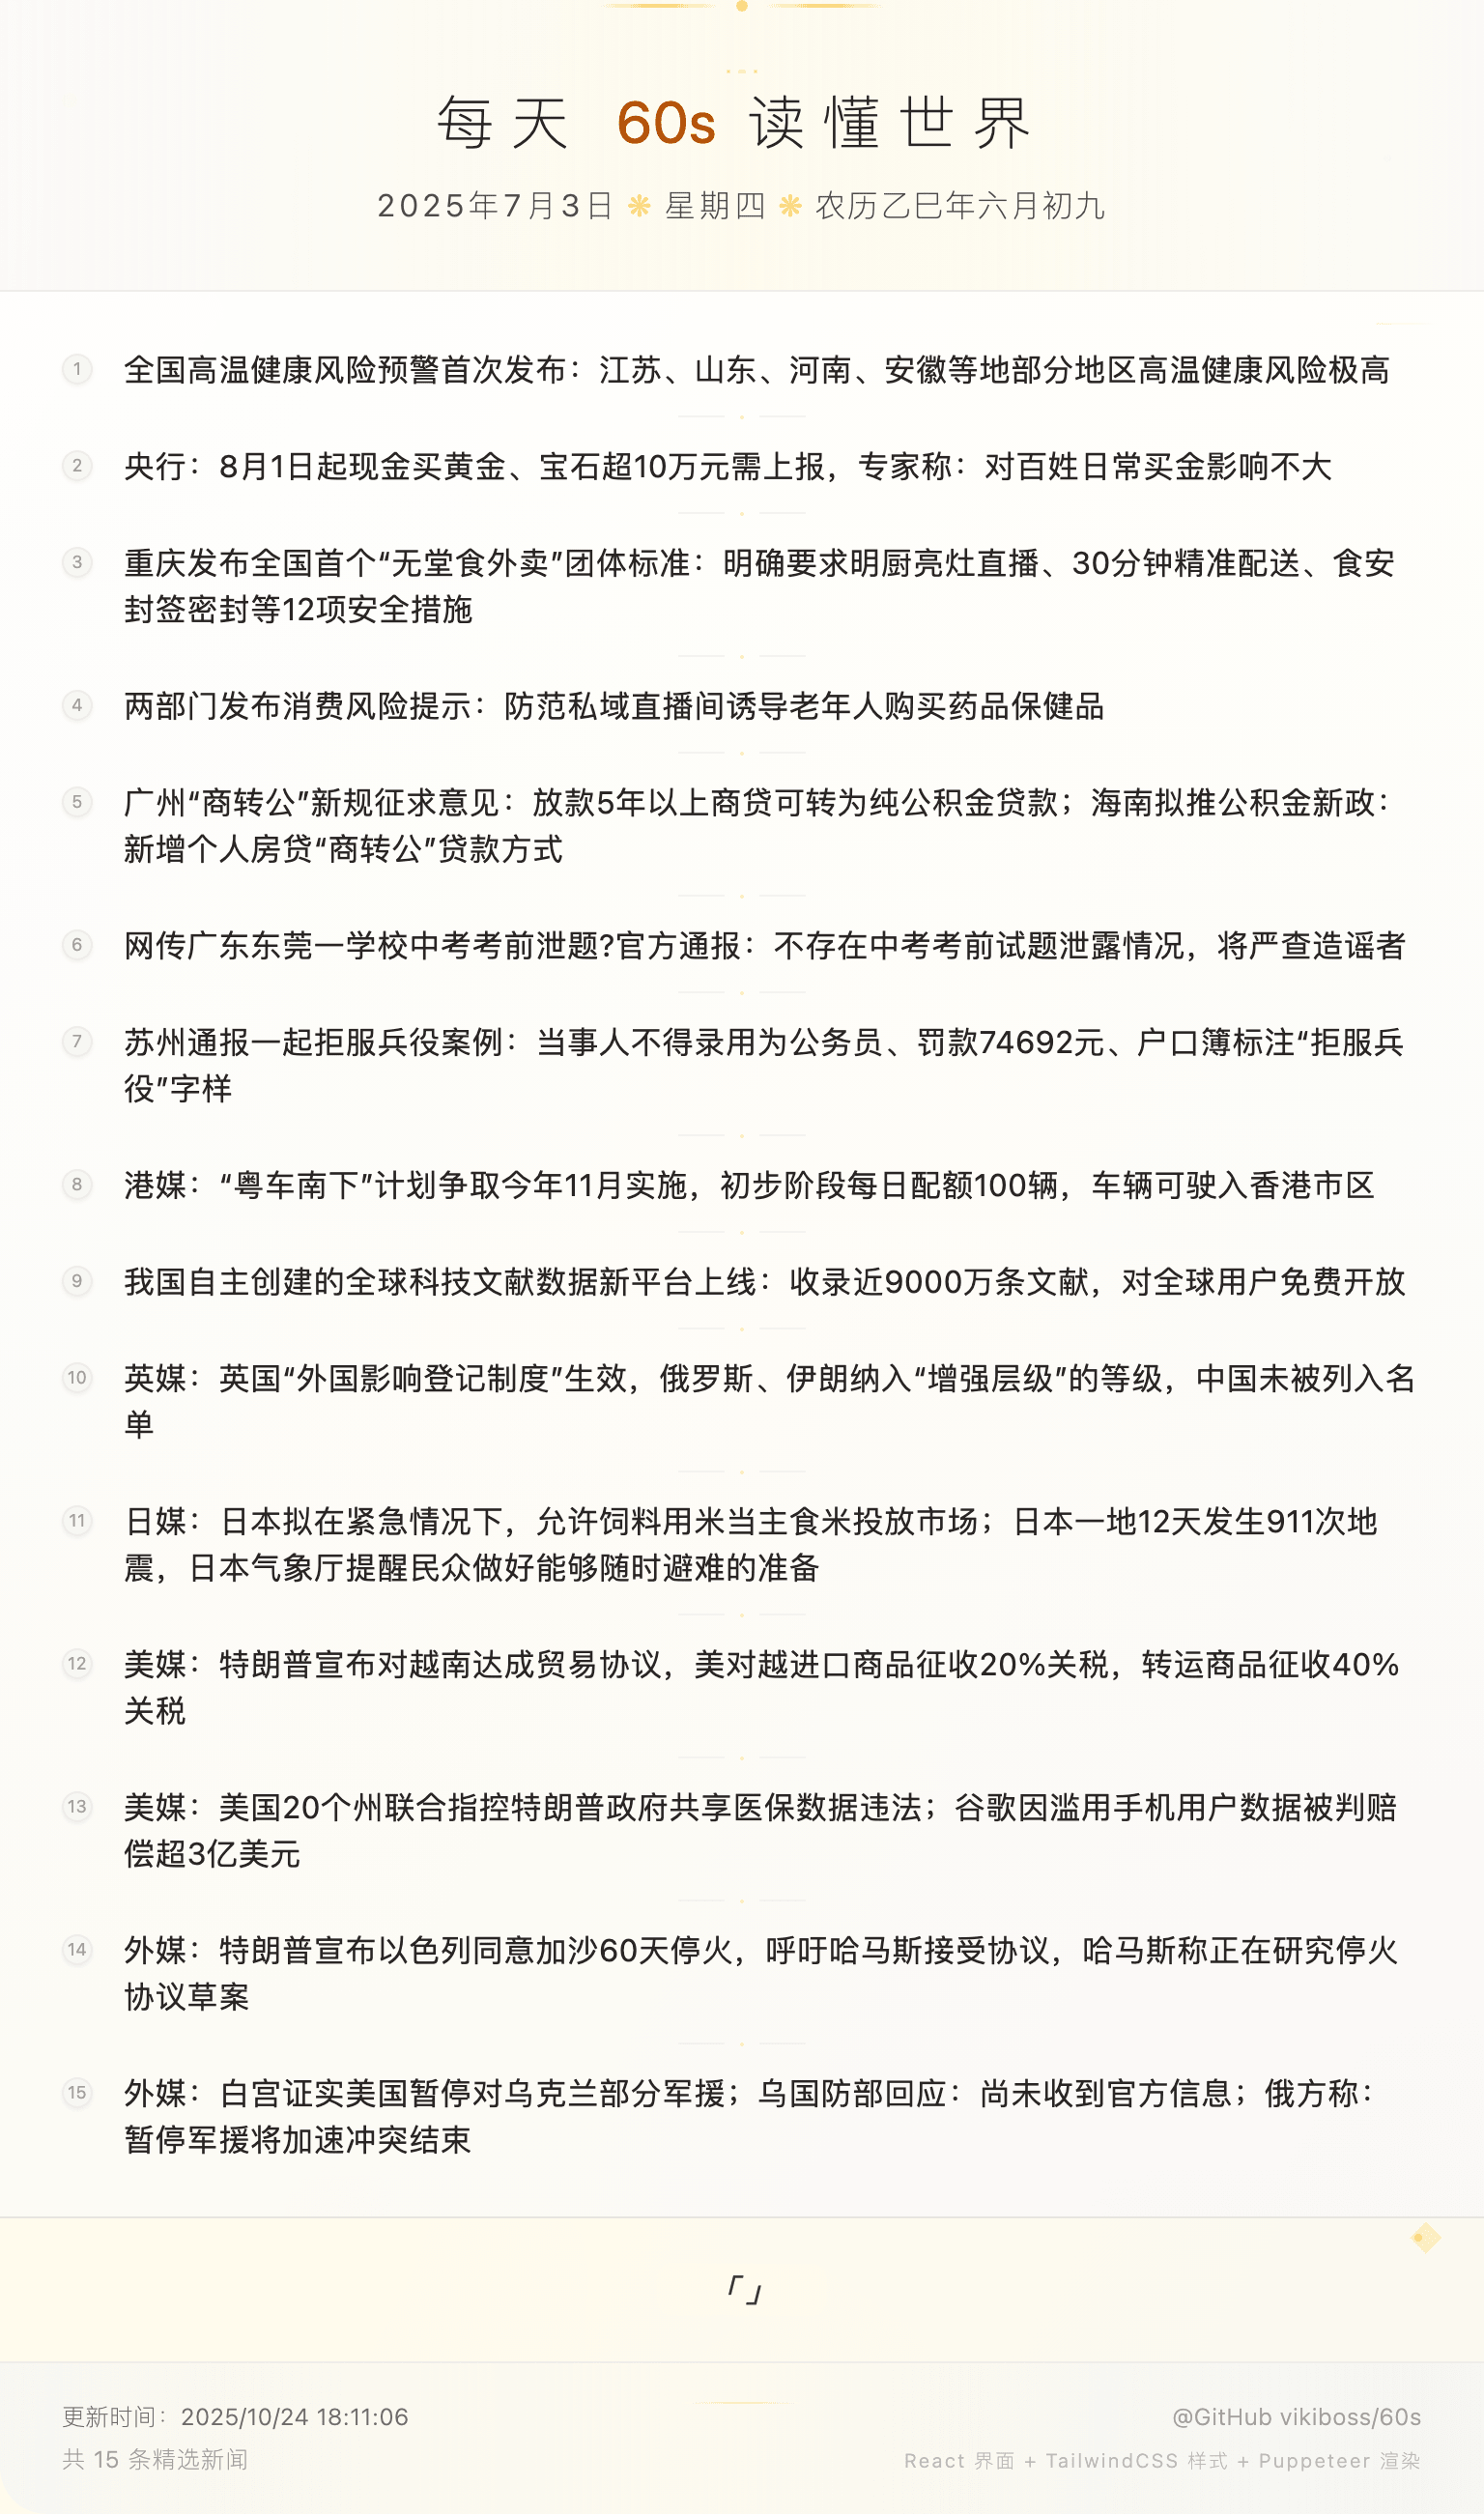 每天 60s 读懂世界
2025年7月3日 ❋ 星期四 ❋ 农历乙巳年六月初九
1 全国高温健康风险预警首次发布：江苏、山东、河南、安徽等地部分地区高温健康风险极高
2 央行：8月1日起现金买黄金、宝石超10万元需上报，专家称：对百姓日常买金影响不大
3 重庆发布全国首个“无堂食外卖”团体标准：明确要求明厨亮灶直播、30分钟精准配送、食安
封签密封等12项安全措施
4 两部门发布消费风险提示：防范私域直播间诱导老年人购买药品保健品
5 广州“商转公”新规征求意见：放款5年以上商贷可转为纯公积金贷款；海南拟推公积金新政：
新增个人房贷“商转公”贷款方式
6 网传广东东莞一学校中考考前泄题?官方通报：不存在中考考前试题泄露情况，将严查造谣者
7 苏州通报一起拒服兵役案例：当事人不得录用为公务员、罚款74692元、户口簿标注“拒服兵
役”字样
8 港媒：“粤车南下”计划争取今年11月实施，初步阶段每日配额100辆，车辆可驶入香港市区
9 我国自主创建的全球科技文献数据新平台上线：收录近9000万条文献，对全球用户免费开放
10 英媒：英国“外国影响登记制度”生效，俄罗斯、伊朗纳入“增强层级”的等级，中国未被列入名
单
11 日媒：日本拟在紧急情况下，允许饲料用米当主食米投放市场；日本一地12天发生911次地
震，日本气象厅提醒民众做好能够随时避难的准备
12 美媒：特朗普宣布对越南达成贸易协议，美对越进口商品征收20%关税，转运商品征收40%
关税
13 美媒：美国20个州联合指控特朗普政府共享医保数据违法；谷歌因滥用手机用户数据被判赔
偿超3亿美元
14 外媒：特朗普宣布以色列同意加沙60天停火，呼吁哈马斯接受协议，哈马斯称正在研究停火
协议草案
15 外媒：白宫证实美国暂停对乌克兰部分军援；乌国防部回应：尚未收到官方信息；俄方称：
暂停军援将加速冲突结束
「」
更新时间：2025/10/24 18:11:06
共 15 条精选新闻
@GitHub vikiboss/60s
React 界面 + TailwindCSS 样式 + Puppeteer 渲染